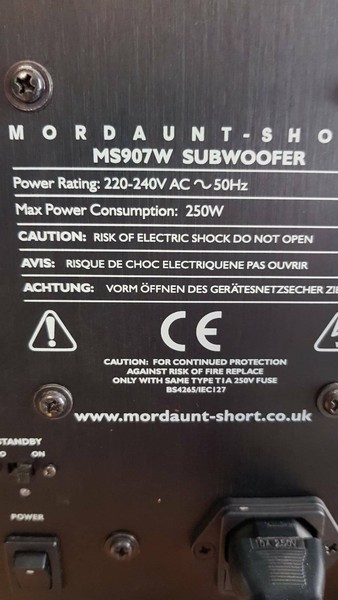 MORDAUNT-SHO
MS907W SUBWOOFER
Power Rating: 220-240V AC ~ 50Hz
Max Power Consumption: 250W
CAUTION: RISK OF ELECTRIC SHOCK DO NOT OPEN
AVIS: RISQUE DE CHOC ELECTRIQUENE PAS OUVRIR
ACHTUNG: VORM ÖFFNEN DES GERÄTESNETZSECHER ZIE
CE
CAUTION: FOR CONTINUED PROTECTION
AGAINST RISK OF FIRE REPLACE
ONLY WITH SAME TYPE T1A 250V FUSE
BS4265/IEC127
www.mordaunt-short.co.uk
STANDBY
ON
POWER